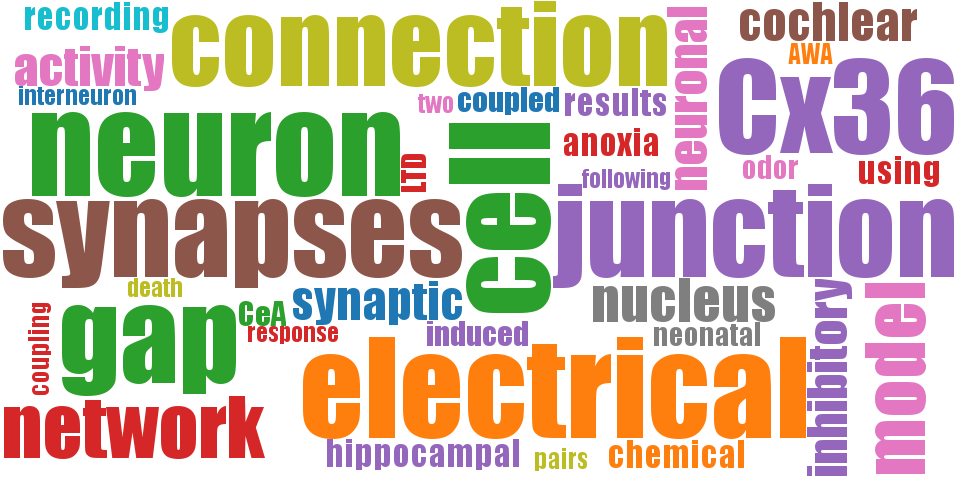 recording
connection
neuronal
cochlear
AWA
activity
interneuron
two
coupled
results
Cx36
neuron
LTD
cell
anoxia
odor
using
following
synapses
junction
death
gap
CeA
synaptic
nucleus
response
induced
neonatal
inhibitory
model
coupling
electrical
network
hippocampal
pairs
chemical